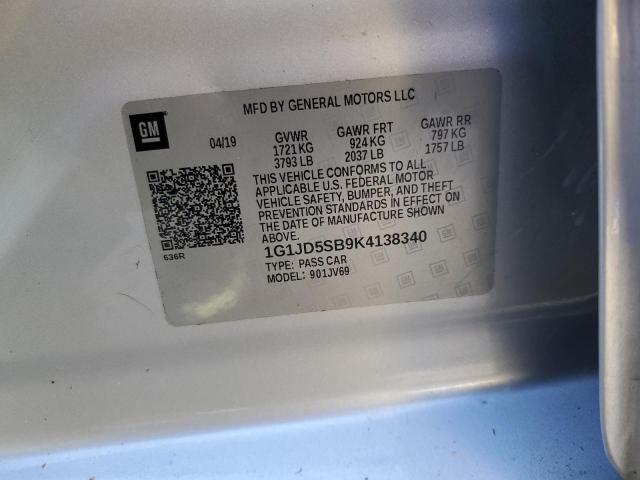 MFD BY GENERAL MOTORS LLC
GM
04/19 GVWR GAWR FRT GAWR RR
1721 KG 924 KG 797 KG
3793 LB 2037 LB 1757 LB
THIS VEHICLE CONFORMS TO ALL
APPLICABLE U.S. FEDERAL MOTOR
VEHICLE SAFETY, BUMPER, AND THEFT
PREVENTION STANDARDS IN EFFECT ON
THE DATE OF MANUFACTURE SHOWN
ABOVE.
636R
1G1JD5SB9K4138340
TYPE: PASS CAR
MODEL: 901JV69